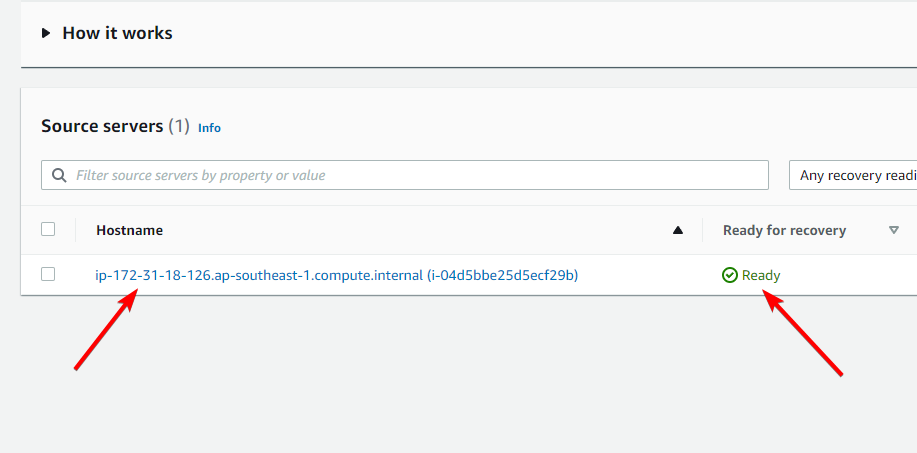 How it works
Source servers (1) Info
Filter source servers by property or value
Any recovery readi
Hostname
Ready for recovery
ip-172-31-18-126.ap-southeast-1.compute.internal (i-04d5bbe25d5ecf29b)
Ready